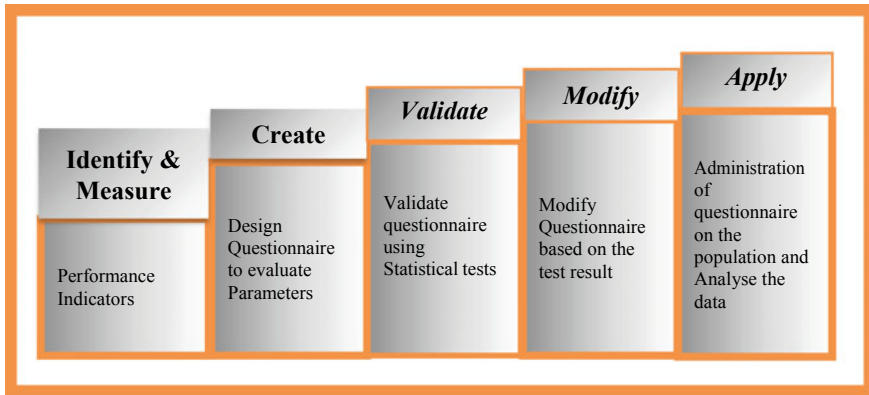 Identify &
Measure
Performance
Indicators
Create
Design
Questionnaire
to evaluate
Parameters
Validate
Validate
questionnaire
using
Statistical tests
Modify
Modify
Questionnaire
based on the
test result
Apply
Administration
of
questionnaire
on the
population and
Analyse the
data